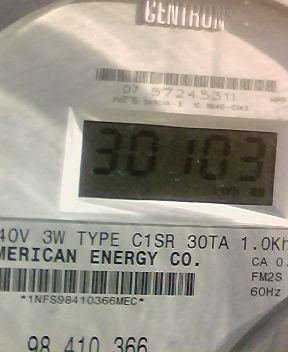 CENTRON
07 57245311
30103
40V 3W TYPE C1SR 30TA 1.0Kh
MERICAN ENERGY CO.
CA 0.
FM2S
60Hz
*1NFS98410366MEC*
98 410 366